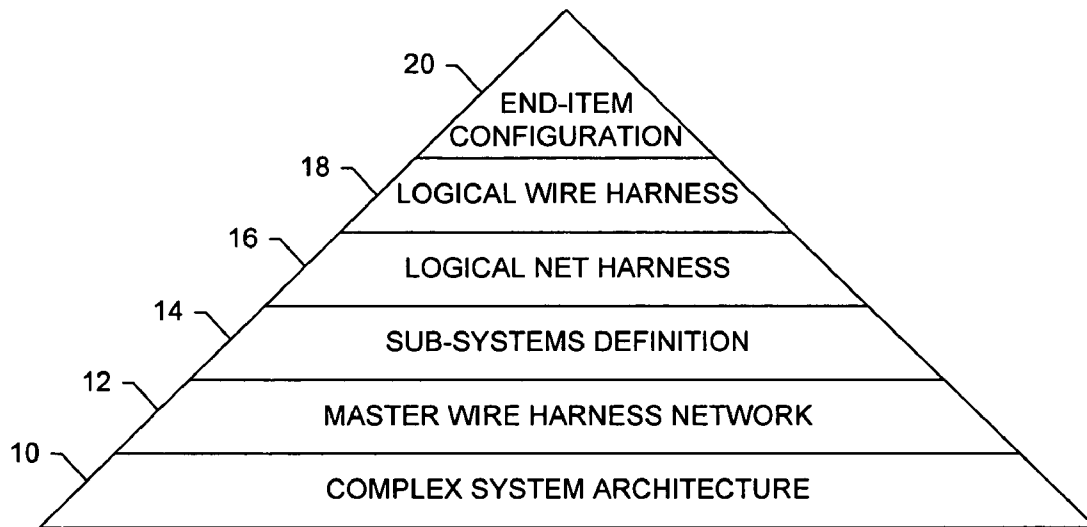 20
END-ITEM
CONFIGURATION
18
LOGICAL WIRE HARNESS
16
LOGICAL NET HARNESS
14
SUB-SYSTEMS DEFINITION
12
MASTER WIRE HARNESS NETWORK
10
COMPLEX SYSTEM ARCHITECTURE